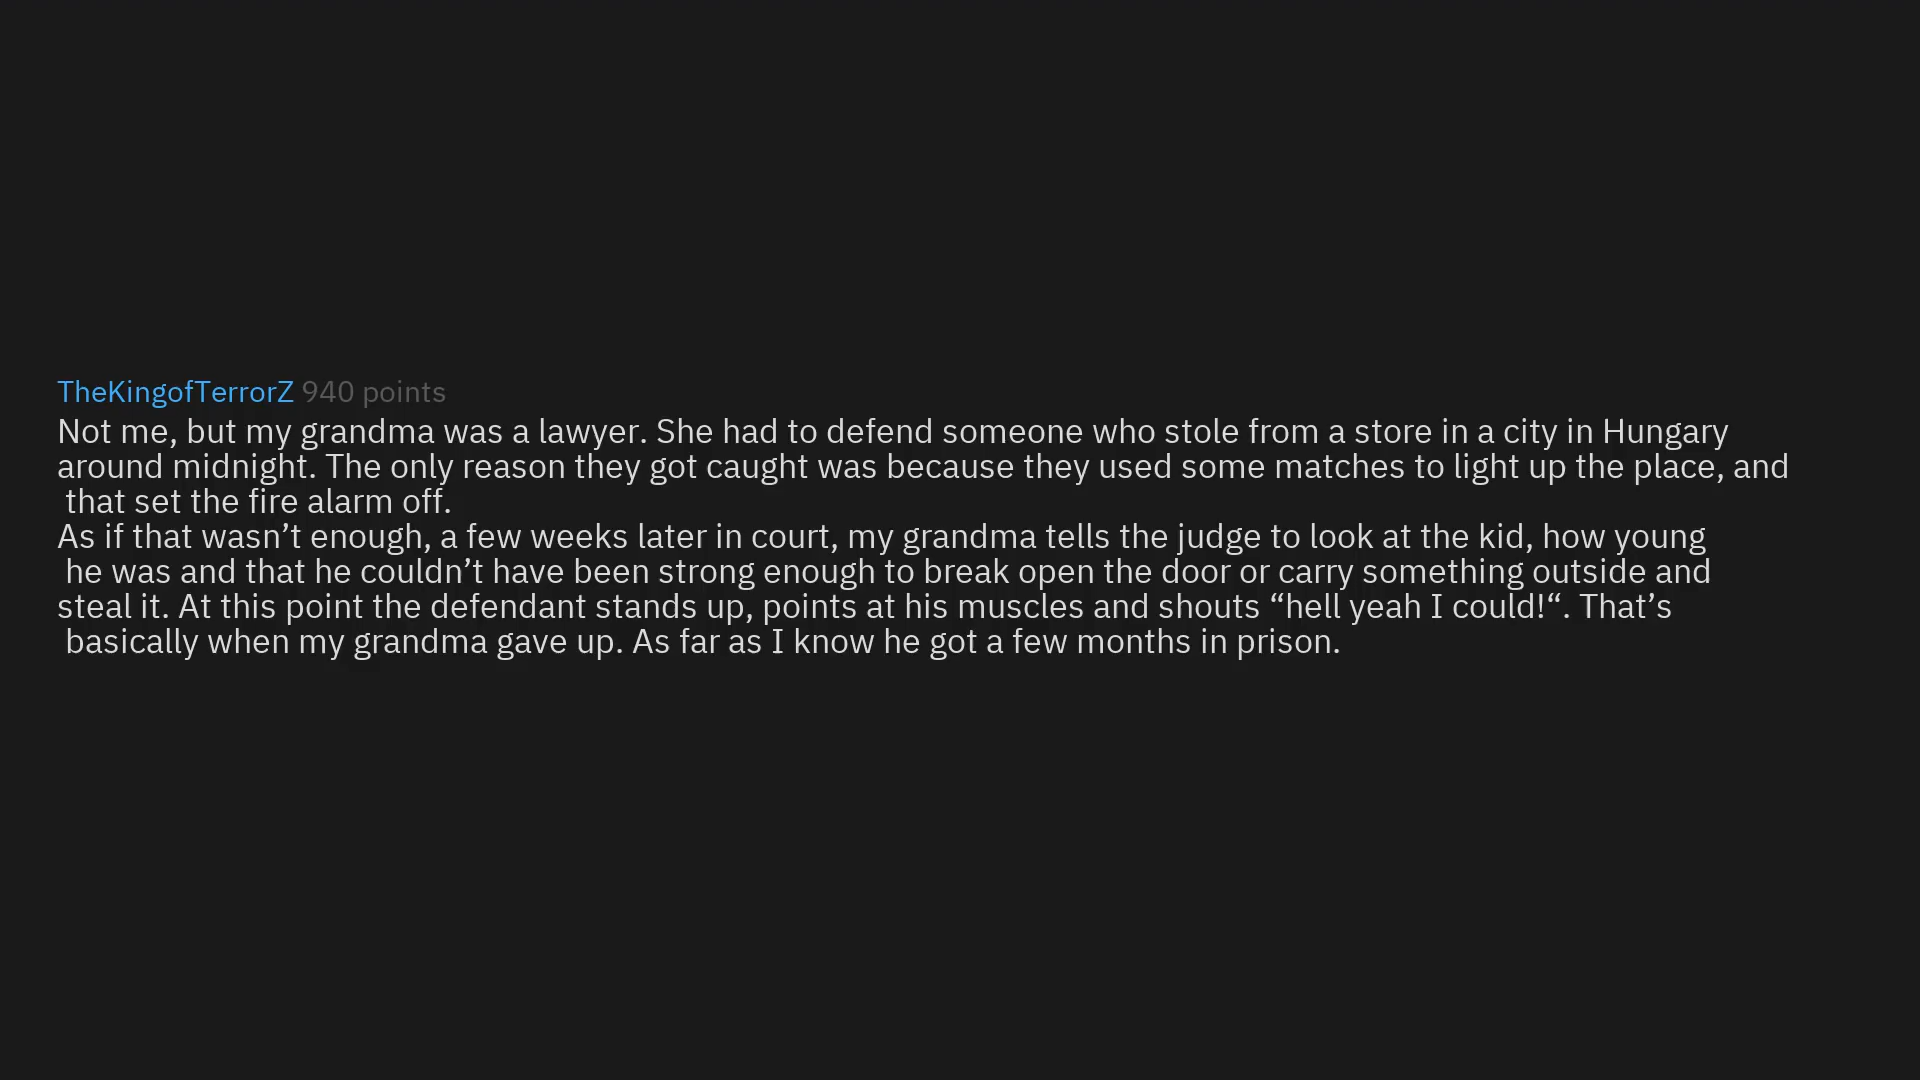 TheKingofTerrorZ 940 points
Not me, but my grandma was a lawyer. She had to defend someone who stole from a store in a city in Hungary
around midnight. The only reason they got caught was because they used some matches to light up the place, and
that set the fire alarm off.
As if that wasn’t enough, a few weeks later in court, my grandma tells the judge to look at the kid, how young
he was and that he couldn’t have been strong enough to break open the door or carry something outside and
steal it. At this point the defendant stands up, points at his muscles and shouts “hell yeah I could!“. That’s
basically when my grandma gave up. As far as I know he got a few months in prison.